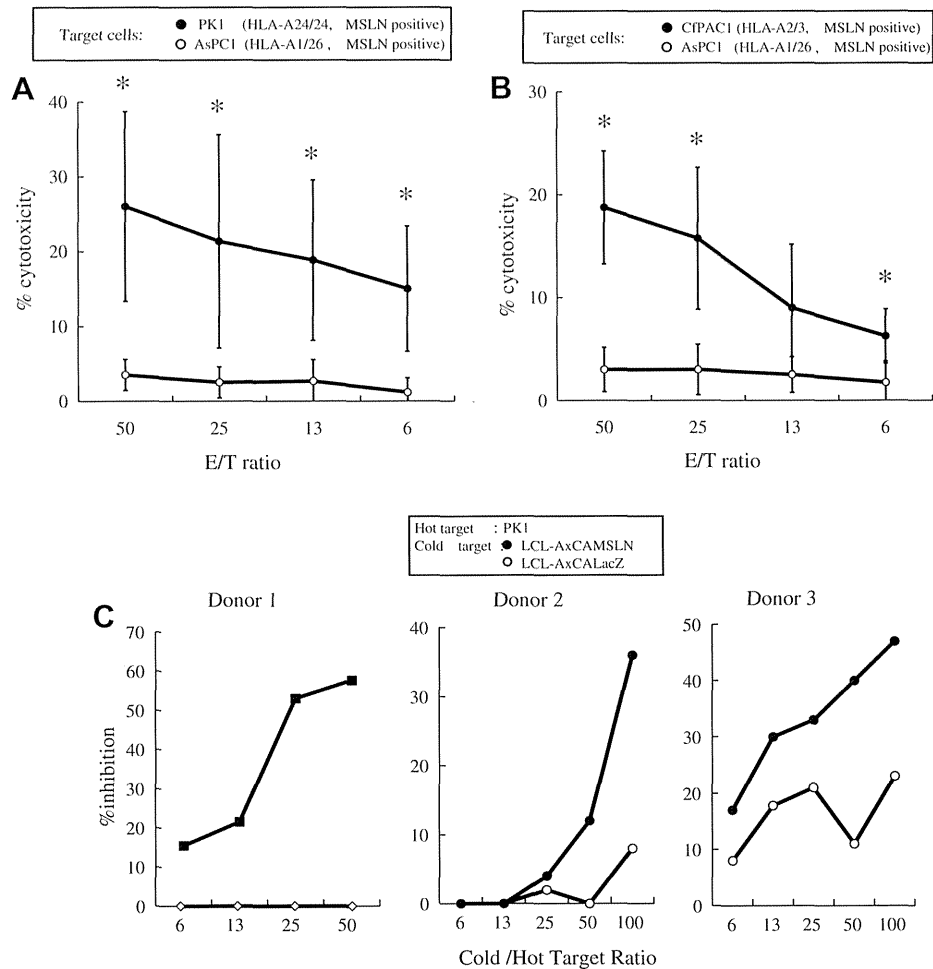 Target cells:
● PK1 (HLA-A24/24, MSLN positive)
○ AsPC1 (HLA-A1/26, MSLN positive)
Target cells:
● CfPAC1 (HLA-A2/3, MSLN positive)
○ AsPC1 (HLA-A1/26, MSLN positive)
A
% cytotoxicity
40
30
20
10
0
* * * *
50 25 13 6
E/T ratio
B
% cytotoxicity
30
20
10
0
* * *
50 25 13 6
E/T ratio
Hot target : PK1
Cold target: ● LCL-AxCAMSLN
○ LCL-AxCALacZ
C
Donor 1
%inhibition
70
60
50
40
30
20
10
0
6 13 25 50
Donor 2
40
30
20
10
0
6 13 25 50 100
Donor 3
50
40
30
20
10
0
6 13 25 50 100
Cold /Hot Target Ratio